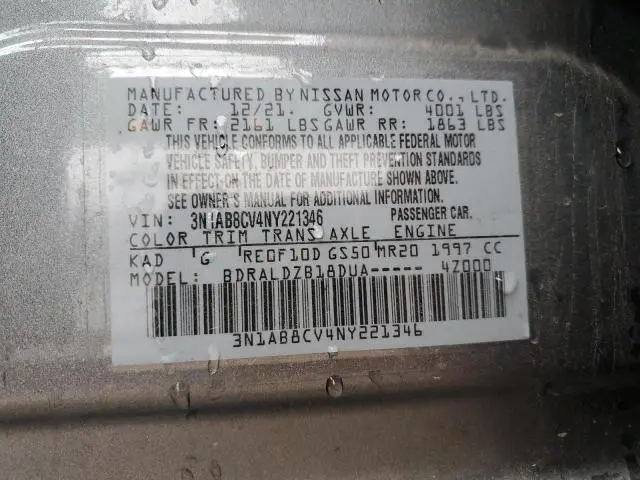 MANUFACTURED BY NISSAN MOTOR CO., LTD.
DATE: 12/21. GVWR: 4001 LBS
GAWR FR: 2161 LBS GAWR RR: 1863 LBS
THIS VEHICLE CONFORMS TO ALL APPLICABLE FEDERAL MOTOR
VEHICLE SAFETY, BUMPER AND THEFT PREVENTION STANDARDS
IN EFFECT ON THE DATE OF MANUFACTURE SHOWN ABOVE.
SEE OWNER'S MANUAL FOR ADDITIONAL INFORMATION.
VIN: 3N1AB8CV4NY221346 PASSENGER CAR.
COLOR TRIM TRANS AXLE ENGINE
KAD G RE0F10D GS50 MR20 1997 CC
MODEL: BDRALDZB18DUA----- 4Z000
3N1AB8CV4NY221346